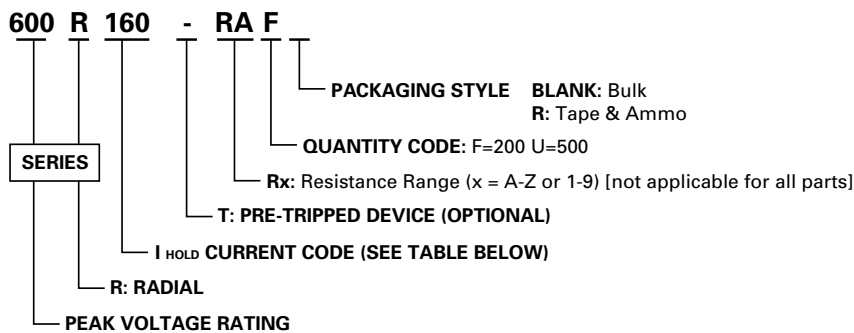 600 R 160 - RA F _
PACKAGING STYLE BLANK: Bulk
R: Tape & Ammo
QUANTITY CODE: F=200 U=500
SERIES
Rx: Resistance Range (x = A-Z or 1-9) [not applicable for all parts]
T: PRE-TRIPPED DEVICE (OPTIONAL)
I HOLD CURRENT CODE (SEE TABLE BELOW)
R: RADIAL
PEAK VOLTAGE RATING